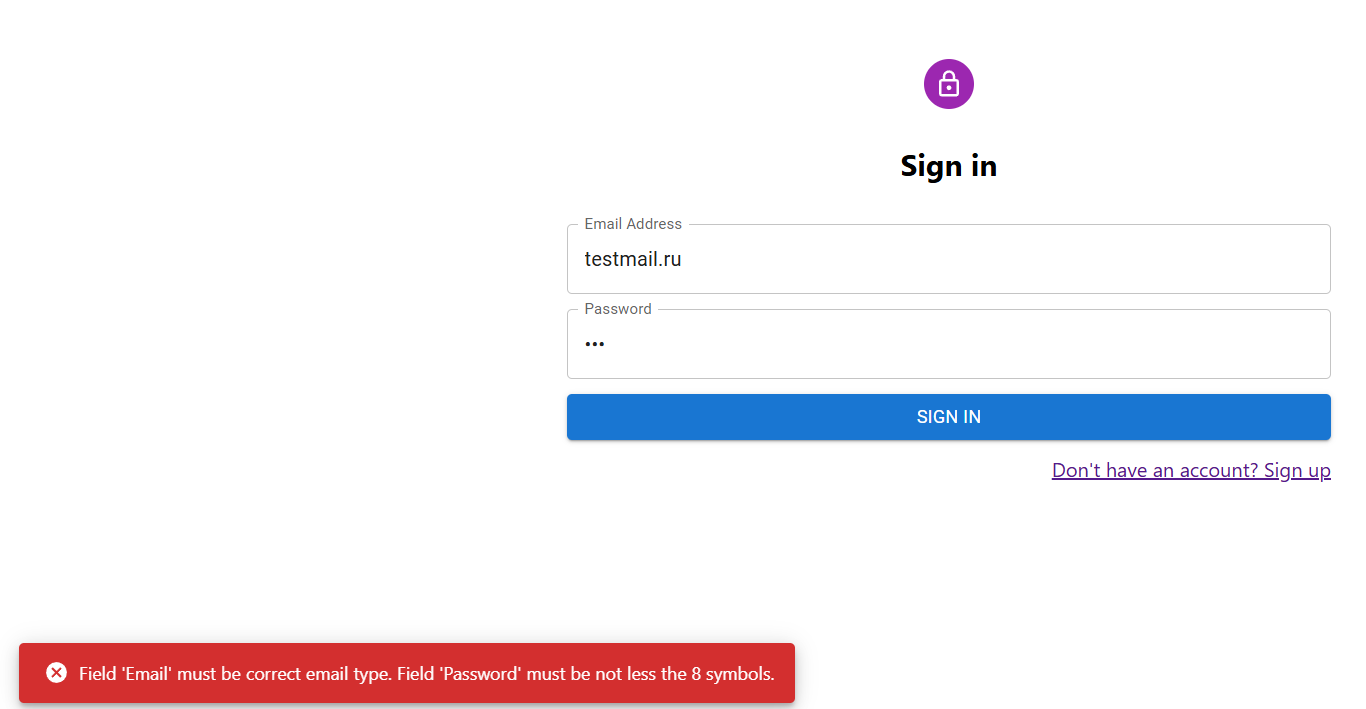 Sign in
Email Address
testmail.ru
Password
•••
SIGN IN
Don't have an account? Sign up
Field 'Email' must be correct email type. Field 'Password' must be not less the 8 symbols.